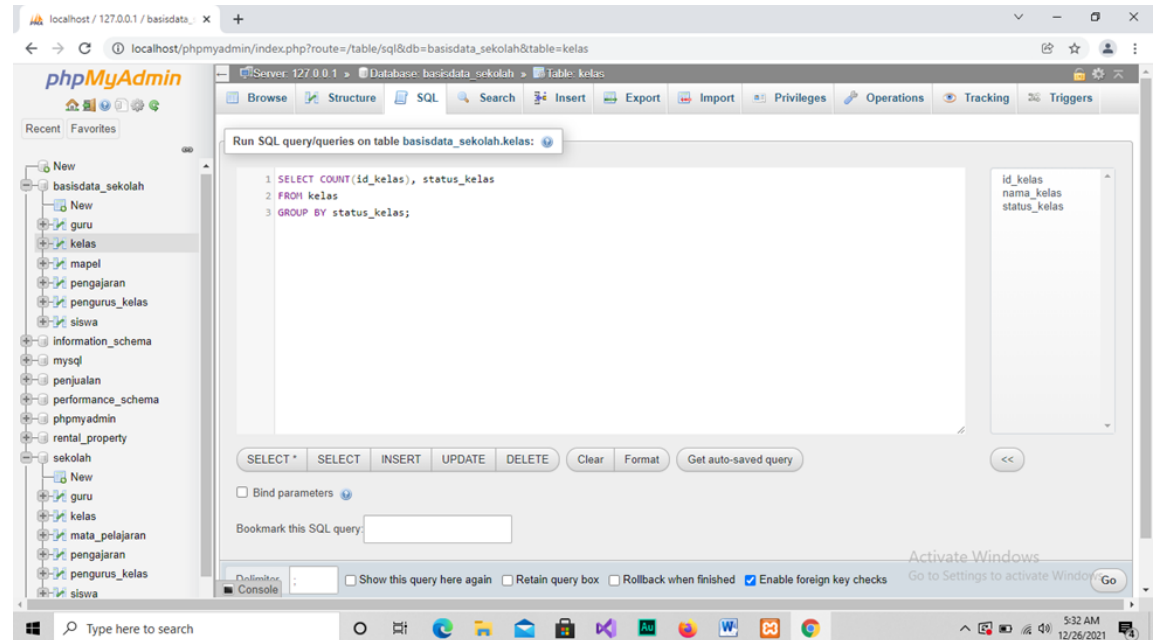 localhost / 127.0.0.1 / basisdata_
localhost/phpmyadmin/index.php?route=/table/sql&db=basisdata_sekolah&table=kelas
phpMyAdmin
Recent Favorites
New
basisdata_sekolah
New
guru
kelas
mapel
pengajaran
pengurus_kelas
siswa
information_schema
mysql
penjualan
performance_schema
phpmyadmin
rental_property
sekolah
New
guru
kelas
mata_pelajaran
pengajaran
pengurus_kelas
siswa
Server: 127.0.0.1 » Database: basisdata_sekolah » Table: kelas
Browse Structure SQL Search Insert Export Import Privileges Operations Tracking Triggers
Run SQL query/queries on table basisdata_sekolah.kelas:
1 SELECT COUNT(id_kelas), status_kelas
2 FROM kelas
3 GROUP BY status_kelas;
id_kelas
nama_kelas
status_kelas
SELECT * SELECT INSERT UPDATE DELETE Clear Format Get auto-saved query <<
Bind parameters
Bookmark this SQL query:
Activate Windows
Go to Settings to activate Windows
Delimiter ; Show this query here again Retain query box Rollback when finished Enable foreign key checks Go
Console
Type here to search
5:32 AM
12/26/2021